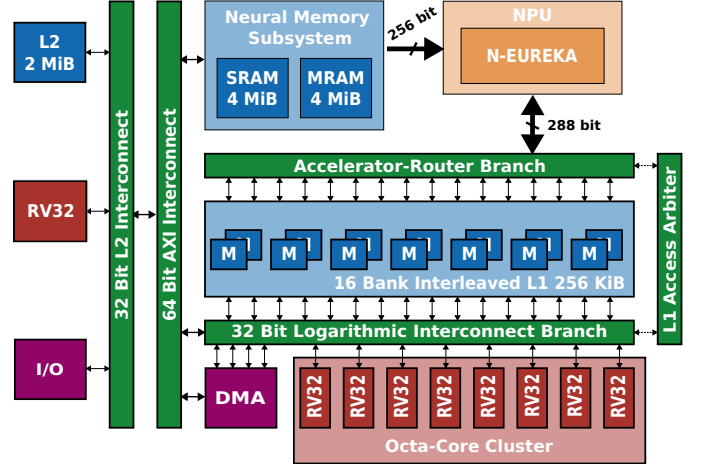 L2
2 MiB
RV32
I/O
32 Bit L2 Interconnect
64 Bit AXI Interconnect
Neural Memory
Subsystem
SRAM
4 MiB
MRAM
4 MiB
256 bit
NPU
N-EUREKA
288 bit
Accelerator-Router Branch
L1 Access Arbiter
M
M
M
M
M
M
M
16 Bank Interleaved L1 256 KiB
32 Bit Logarithmic Interconnect Branch
DMA
RV32
RV32
RV32
RV32
RV32
RV32
RV32
RV32
Octa-Core Cluster